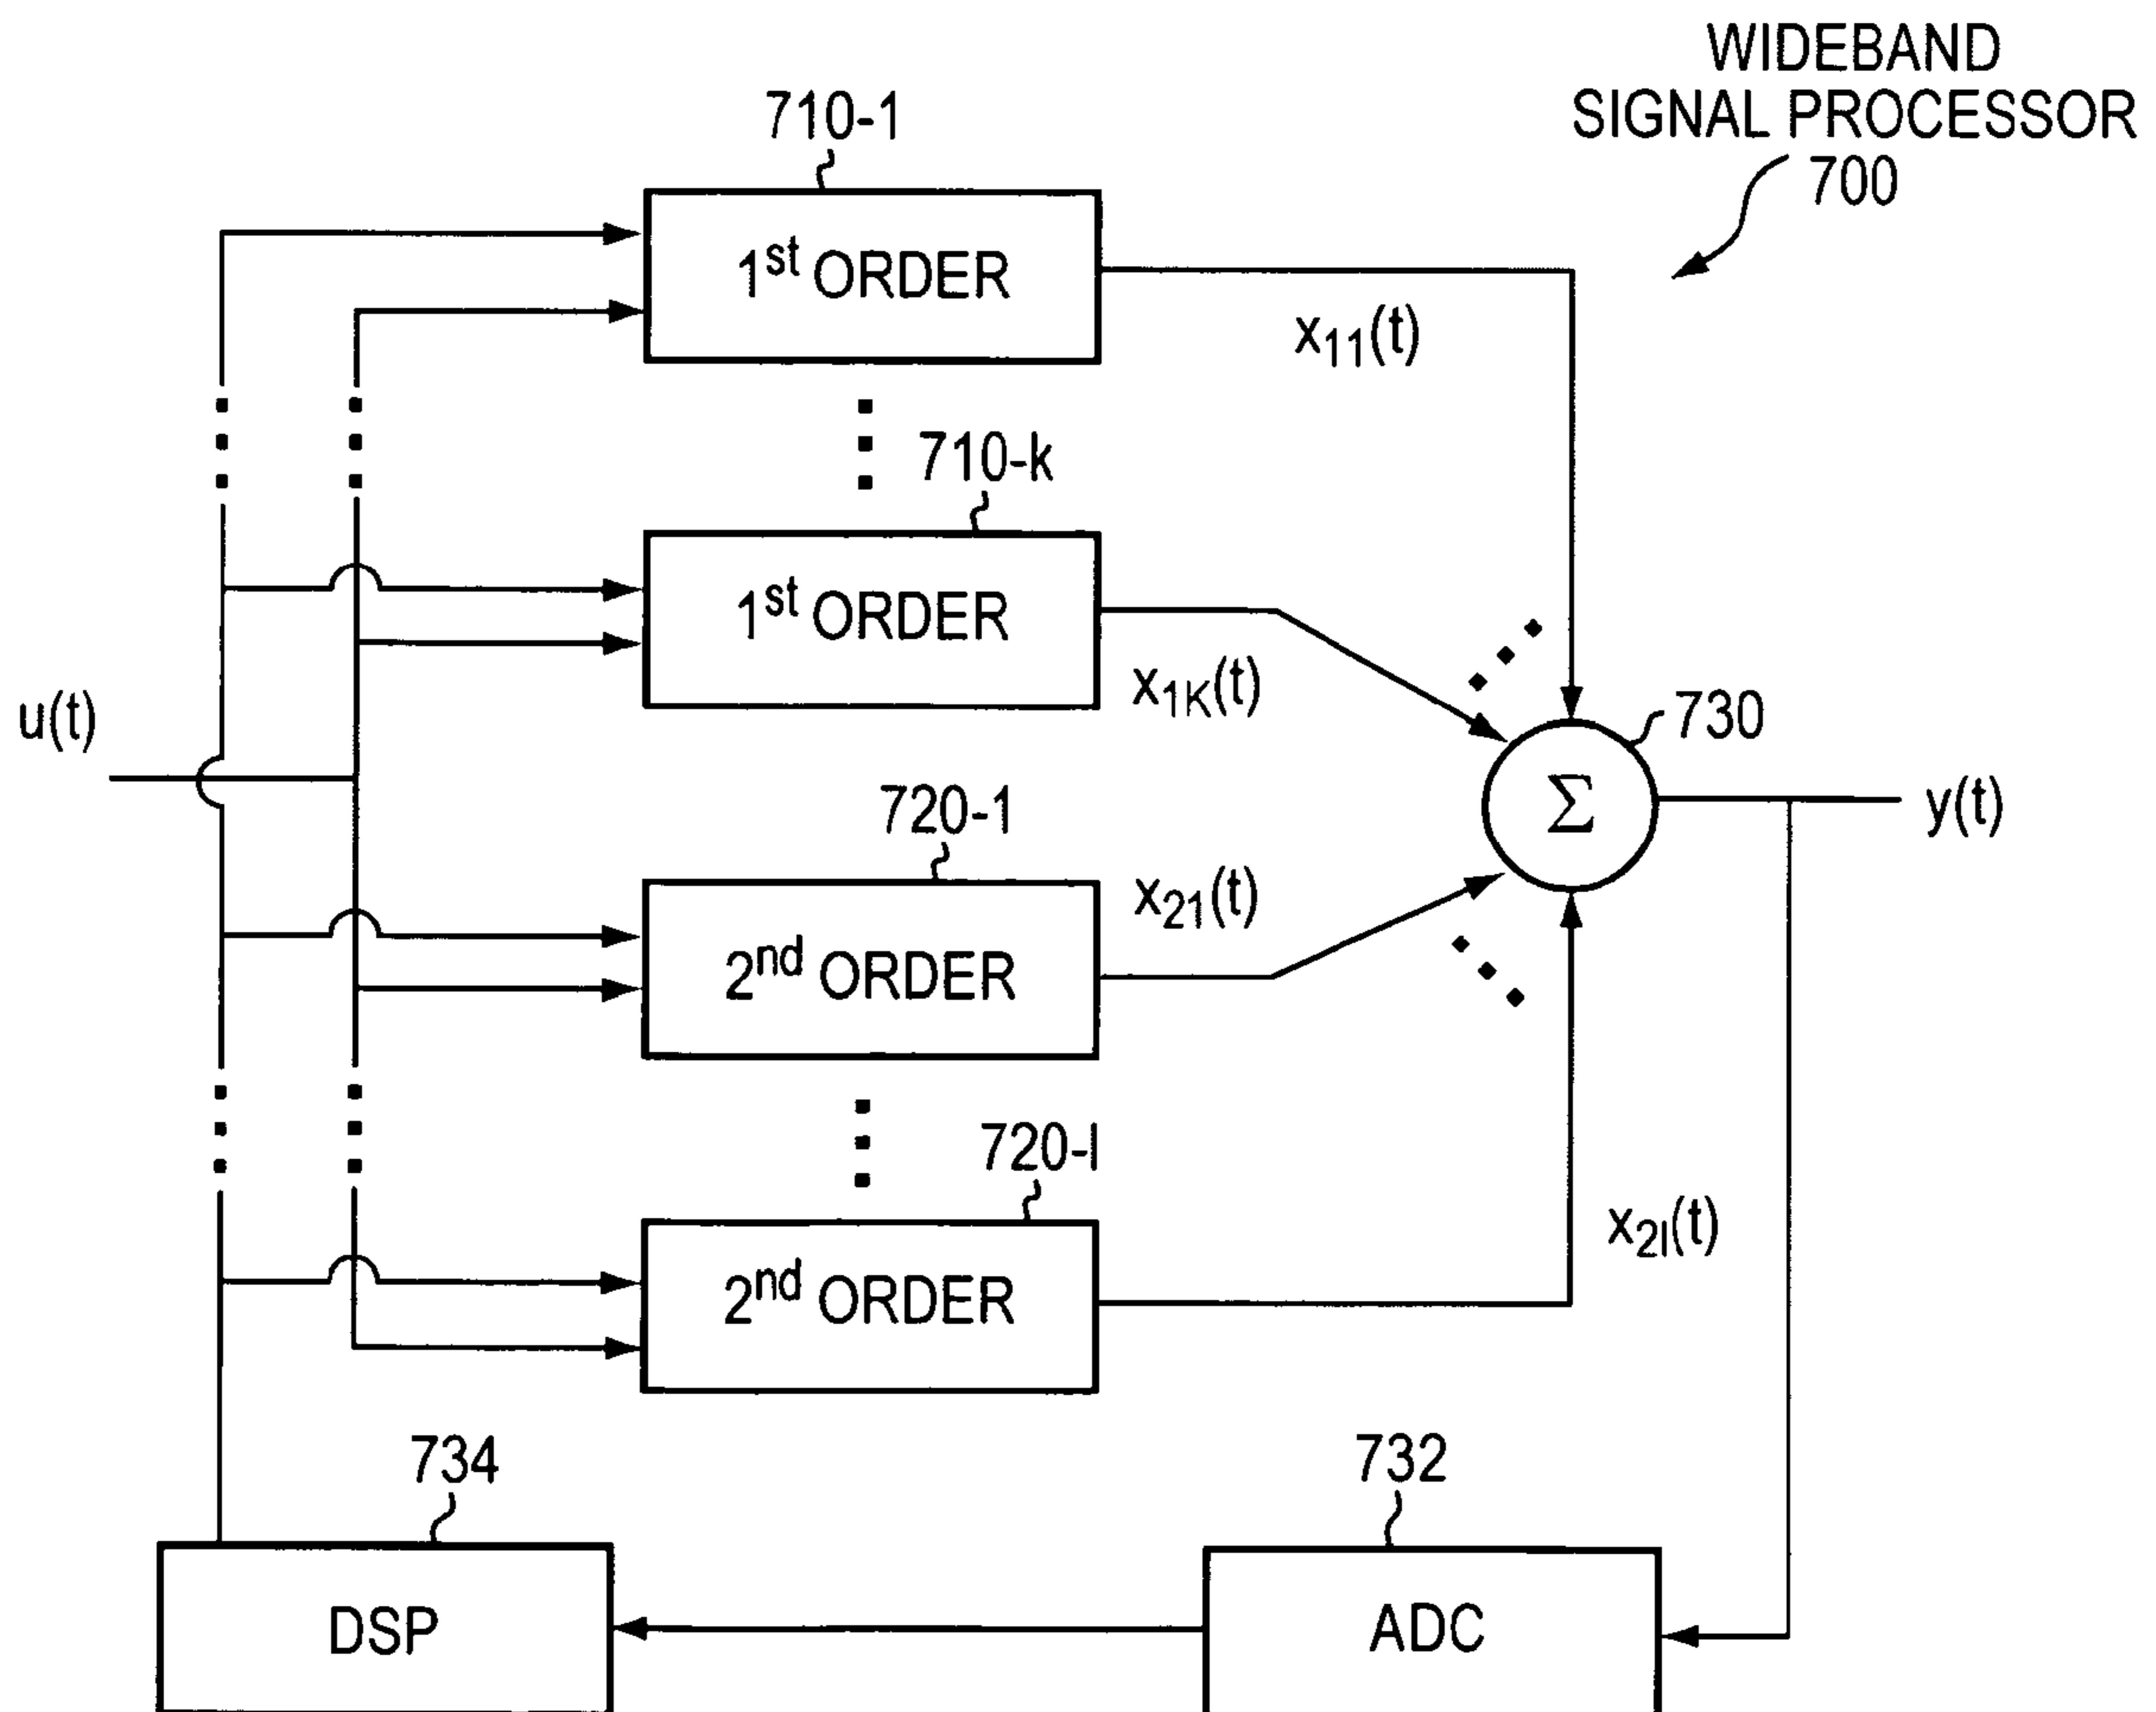 WIDEBAND
SIGNAL PROCESSOR
700
710-1
1st ORDER
x11(t)
710-k
1st ORDER
x1K(t)
u(t)
730
Σ
y(t)
720-1
x21(t)
2nd ORDER
720-l
2nd ORDER
x2l(t)
734
732
DSP
ADC